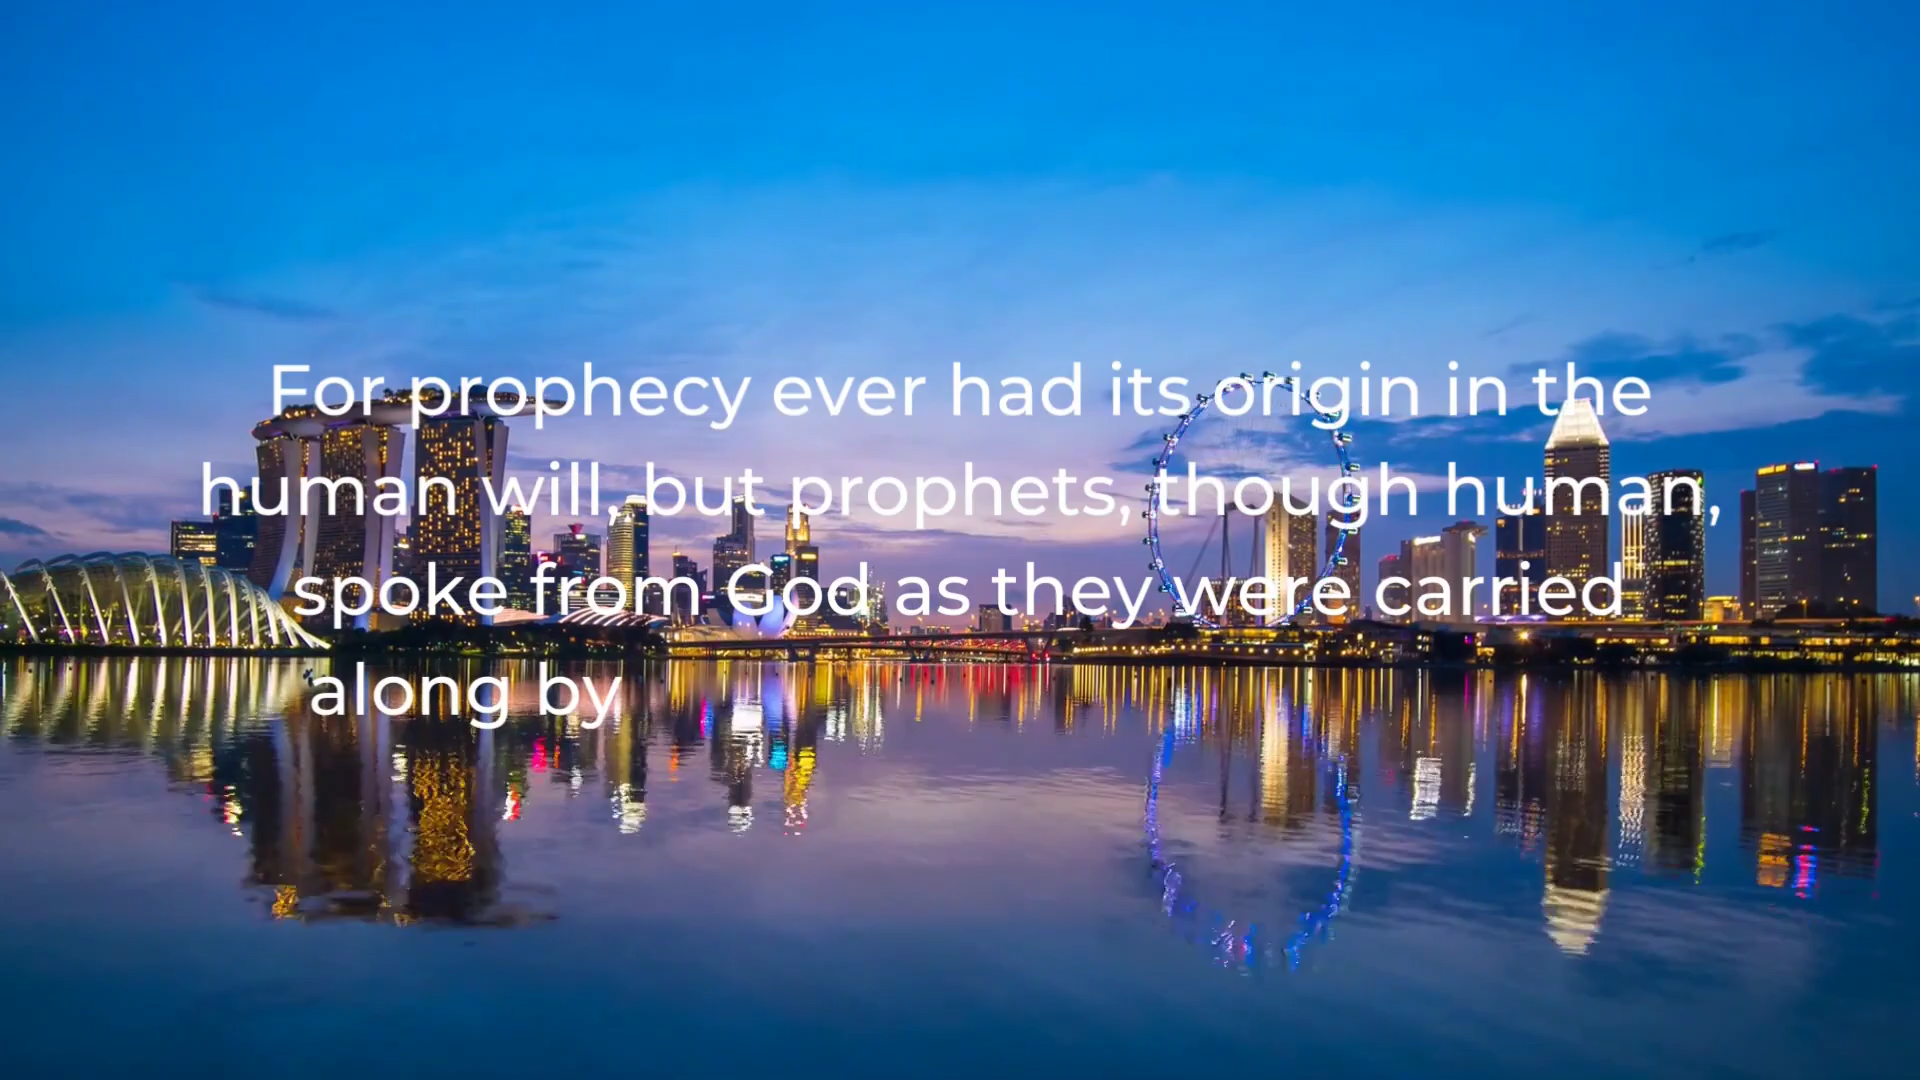 For prophecy ever had its origin in the
human will, but prophets, though human,
spoke from God as they were carried
along by